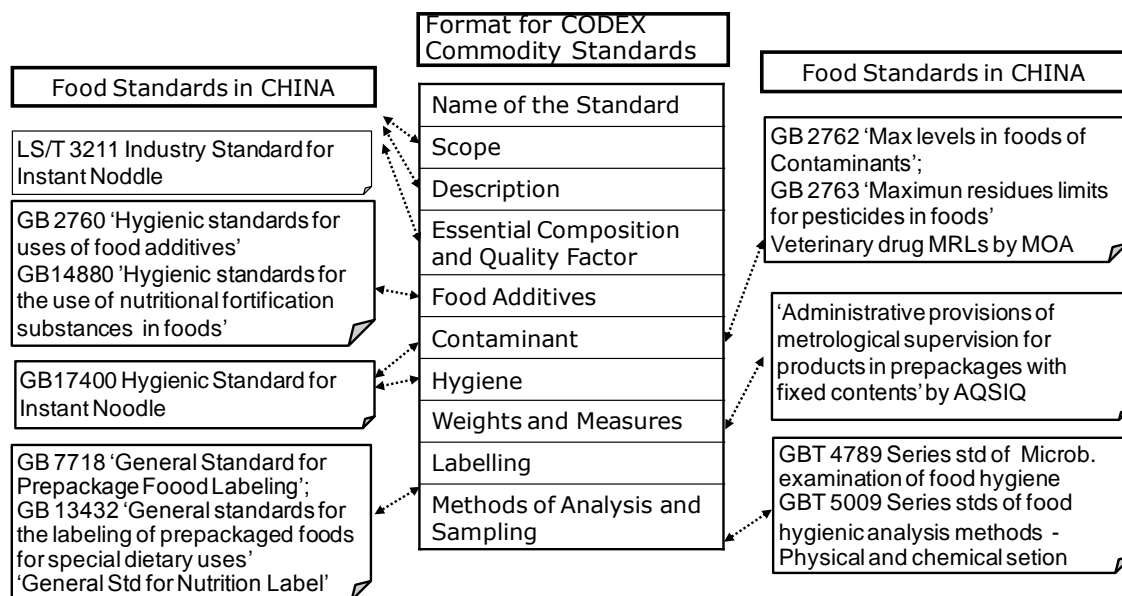 Format for CODEX
Commodity Standards
Food Standards in CHINA
LS/T 3211 Industry Standard for
Instant Noddle
GB 2760 ‘Hygienic standards for
uses of food additives’
GB14880 ’Hygienic standards for
the use of nutritional fortification
substances in foods’
GB17400 Hygienic Standard for
Instant Noodle
GB 7718 ‘General Standard for
Prepackage Foood Labeling’;
GB 13432 ‘General standards for
the labeling of prepackaged foods
for special dietary uses’
‘General Std for Nutrition Label’
Name of the Standard
Scope
Description
Essential Composition
and Quality Factor
Food Additives
Contaminant
Hygiene
Weights and Measures
Labelling
Methods of Analysis and
Sampling
Food Standards in CHINA
GB 2762 ‘Max levels in foods of
Contaminants’;
GB 2763 ‘Maximun residues limits
for pesticides in foods’
Veterinary drug MRLs by MOA
‘Administrative provisions of
metrological supervision for
products in prepackages with
fixed contents’ by AQSIQ
GBT 4789 Series std of Microb.
examination of food hygiene
GBT 5009 Series stds of food
hygienic analysis methods -
Physical and chemical setion